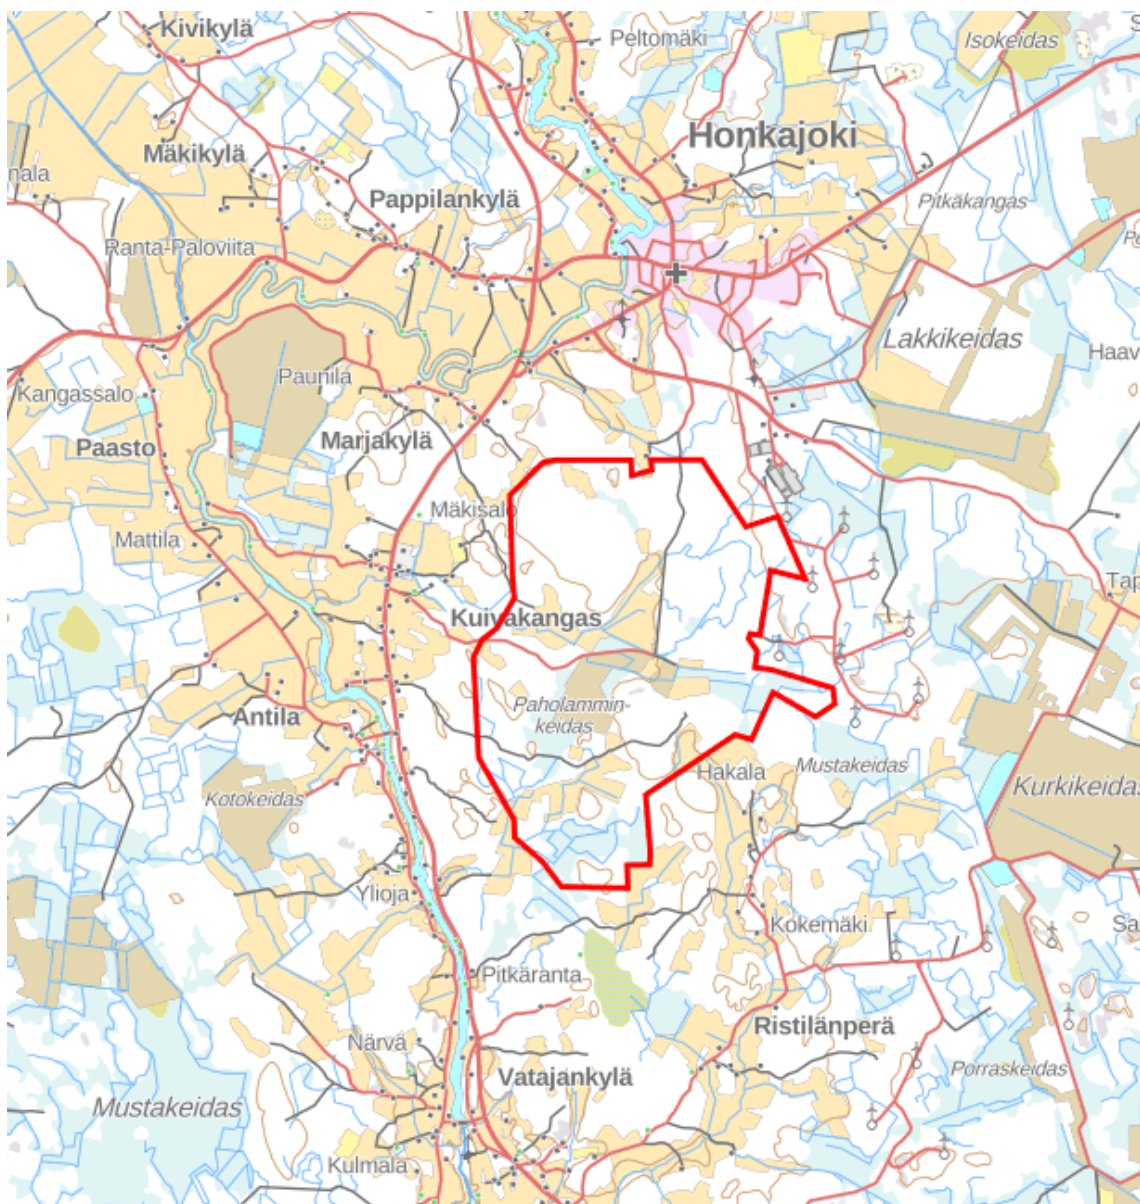 Kivikylä
Peltomäki
Isokeidas
Honkajoki
Mäkikylä
nala
Pappilankylä
Pitkäkangas
Ranta-Paloviita
Lakkikeidas
Haav
Paunila
Kangassalo
Marjakylä
Paasto
Mäkisalo
Mattila
Tap
Kuivakangas
Paholammin-
keidas
Antila
Hakala
Mustakeidas
Kotokeidas
Kurkikeidas
Ylioja
Kokemäki
Sa
Pitkäranta
Ristilänperä
Närvä
Porraskeidas
Vatajankylä
Mustakeidas
Kulmala